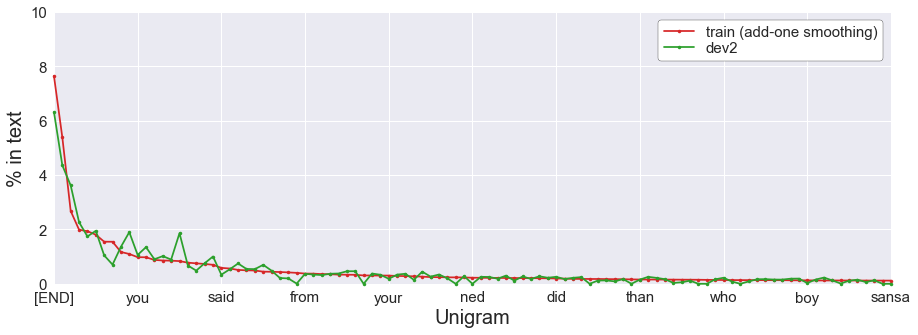 10
8
6
4
2
0
% in text
train (add-one smoothing)
dev2
[END] you said from your ned did than who boy sansa
Unigram